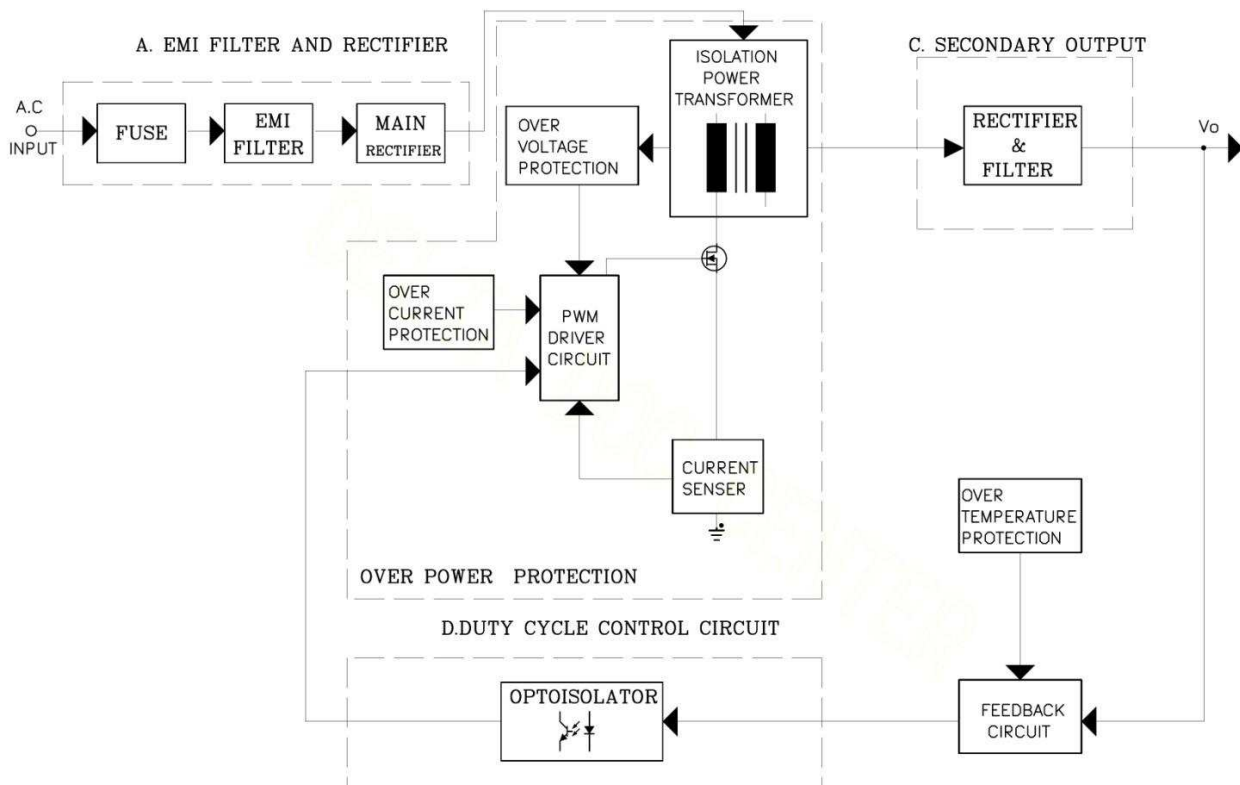 A. EMI FILTER AND RECTIFIER
A.C
INPUT
FUSE
EMI
FILTER
MAIN
RECTIFIER
OVER
VOLTAGE
PROTECTION
ISOLATION
POWER
TRANSFORMER
C. SECONDARY OUTPUT
RECTIFIER
&
FILTER
Vo
OVER
CURRENT
PROTECTION
PWM
DRIVER
CIRCUIT
CURRENT
SENSER
OVER
TEMPERATURE
PROTECTION
OVER POWER PROTECTION
D.DUTY CYCLE CONTROL CIRCUIT
OPTOISOLATOR
FEEDBACK
CIRCUIT